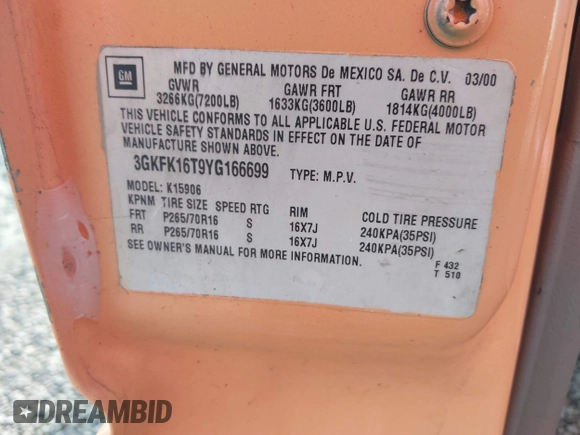 GM
MFD BY GENERAL MOTORS De MEXICO SA. De C.V. 03/00
GVWR GAWR FRT GAWR RR
3266KG(7200LB) 1633KG(3600LB) 1814KG(4000LB)
THIS VEHICLE CONFORMS TO ALL APPLICABLE U.S. FEDERAL MOTOR
VEHICLE SAFETY STANDARDS IN EFFECT ON THE DATE OF
MANUFACTURE SHOWN ABOVE.
3GKFK16T9YG166699 TYPE: M.P.V.
MODEL: K15906
KPNM TIRE SIZE SPEED RTG RIM COLD TIRE PRESSURE
FRT P265/70R16 S 16X7J 240KPA(35PSI)
RR P265/70R16 S 16X7J 240KPA(35PSI)
SEE OWNER'S MANUAL FOR MORE INFORMATION.
F 432
T 510
DREAMBID